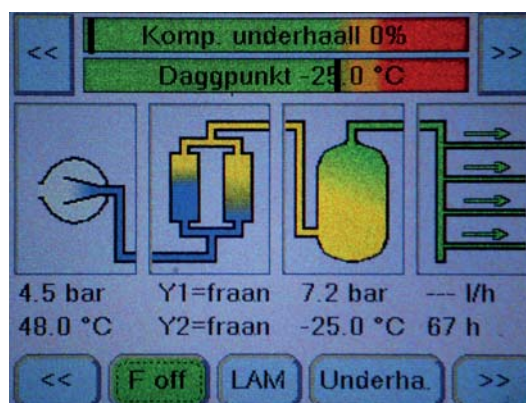 << Komp. underhaall 0% >>
Daggpunkt -25.0 °C
4.5 bar Y1=fraan 7.2 bar --- l/h
48.0 °C Y2=fraan -25.0 °C 67 h
<< F off LAM Underha. >>